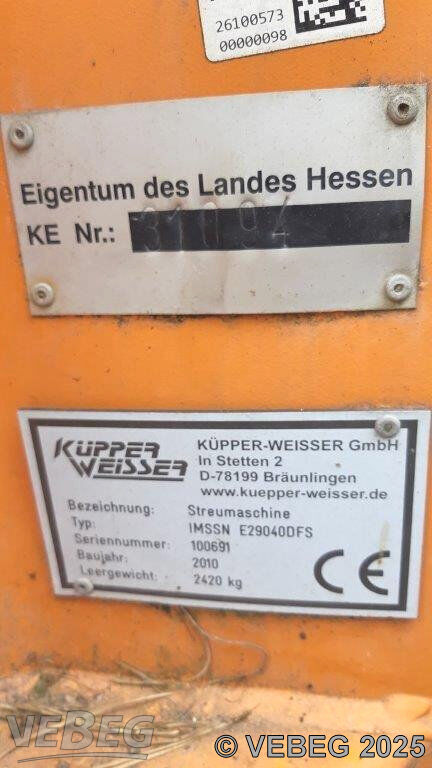 26100573
00000098
Eigentum des Landes Hessen
KE Nr.: 31094
KÜPPER
WEISSER
KÜPPER-WEISSER GmbH
In Stetten 2
D-78199 Bräunlingen
www.kuepper-weisser.de
Bezeichnung: Streumaschine
Typ: IMSSN E29040DFS
Seriennummer: 100691
Baujahr: 2010
Leergewicht: 2420 kg
CE
VEBEG
© VEBEG 2025